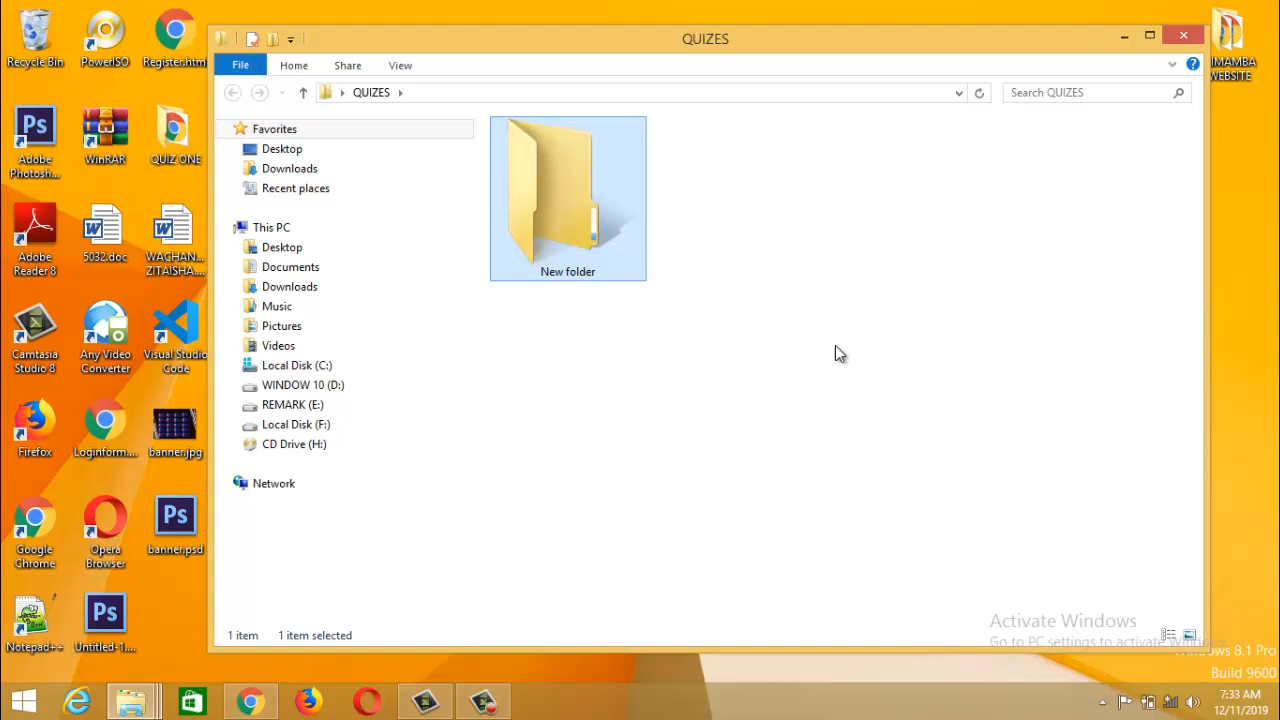 QUIZES
File
Home
Share
View
QUIZES
Search QUIZES
Favorites
Desktop
Downloads
Recent places
This PC
Desktop
Documents
Downloads
Music
Pictures
Videos
Local Disk (C:)
WINDOW 10 (D:)
REMARK (E:)
Local Disk (F:)
CD Drive (H:)
Network
New folder
1 item
1 item selected
Recycle Bin
PowerISO
Register.htm
Adobe
Photosh...
WinRAR
QUIZ ONE
Adobe
Reader 8
5032.doc
WACHAN...
ZITAISHA....
Camtasia
Studio 8
Any Video
Converter
Visual Studio
Code
Firefox
Loginform....
banner.jpg
Google
Chrome
Opera
Browser
banner.psd
Notepad++
Untitled-1....
IMAMBA
WEBSITE
Activate Windows
Go to PC settings to activate Windows.
Windows 8.1 Pro
Build 9600
7:33 AM
12/11/2019